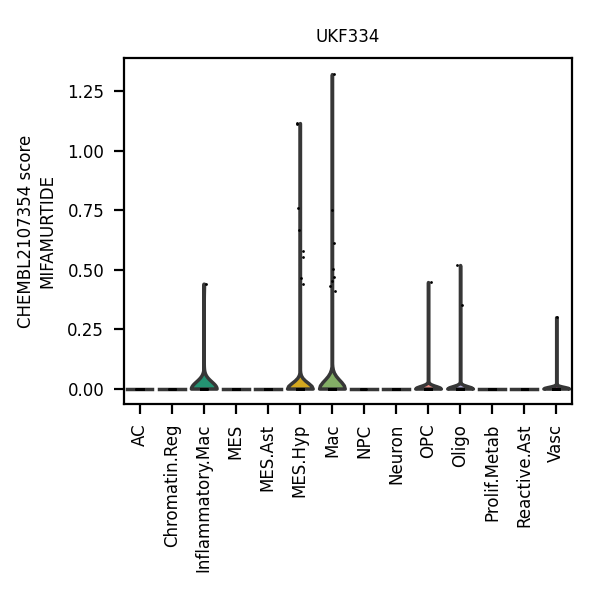 UKF334
CHEMBL2107354 score
MIFAMURTIDE
1.25
1.00
0.75
0.50
0.25
0.00
AC
Chromatin.Reg
Inflammatory.Mac
MES
MES.Ast
MES.Hyp
Mac
NPC
Neuron
OPC
Oligo
Prolif.Metab
Reactive.Ast
Vasc